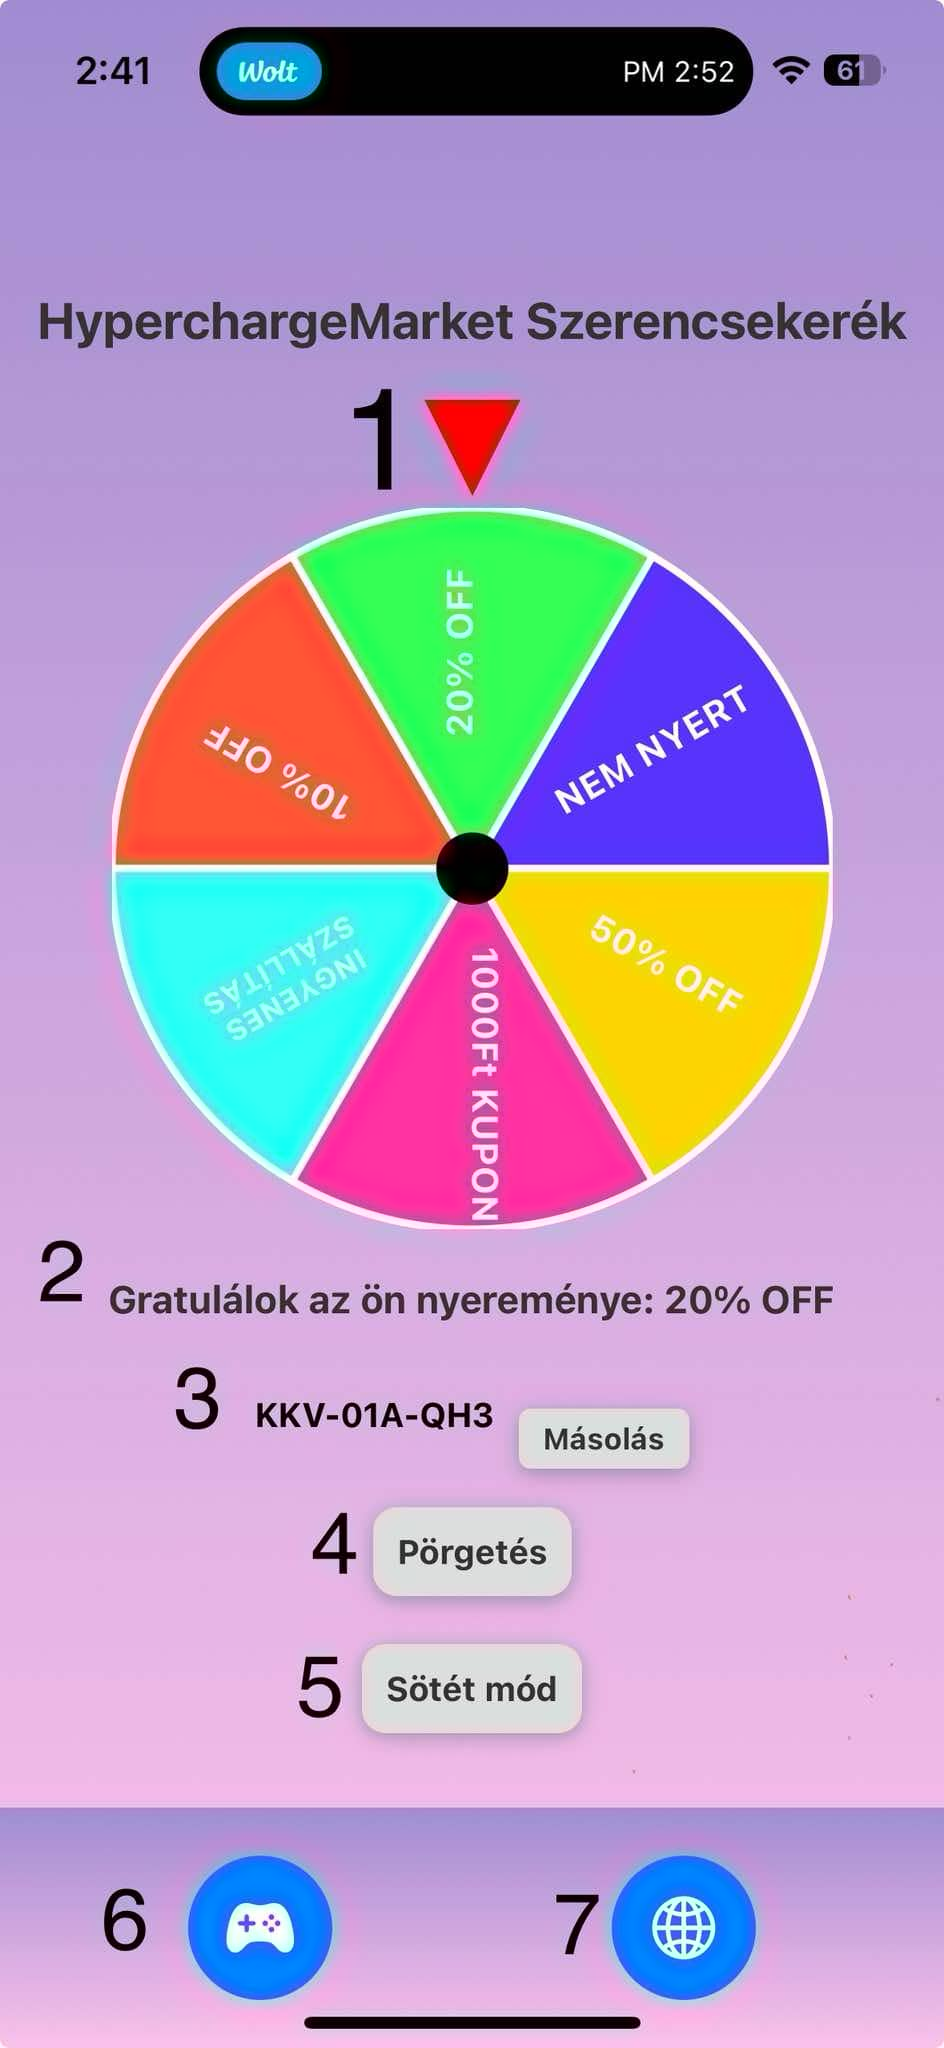 2:41
Wolt
PM 2:52
61
HyperchargeMarket Szerencsekerék
1
20% OFF
10% OFF
NEM NYERT
50% OFF
INGYENES
SZÁLLÍTÁS
1000Ft KUPON
2
Gratulálok az ön nyereménye: 20% OFF
3
KKV-01A-QH3
Másolás
4
Pörgetés
5
Sötét mód
6
7